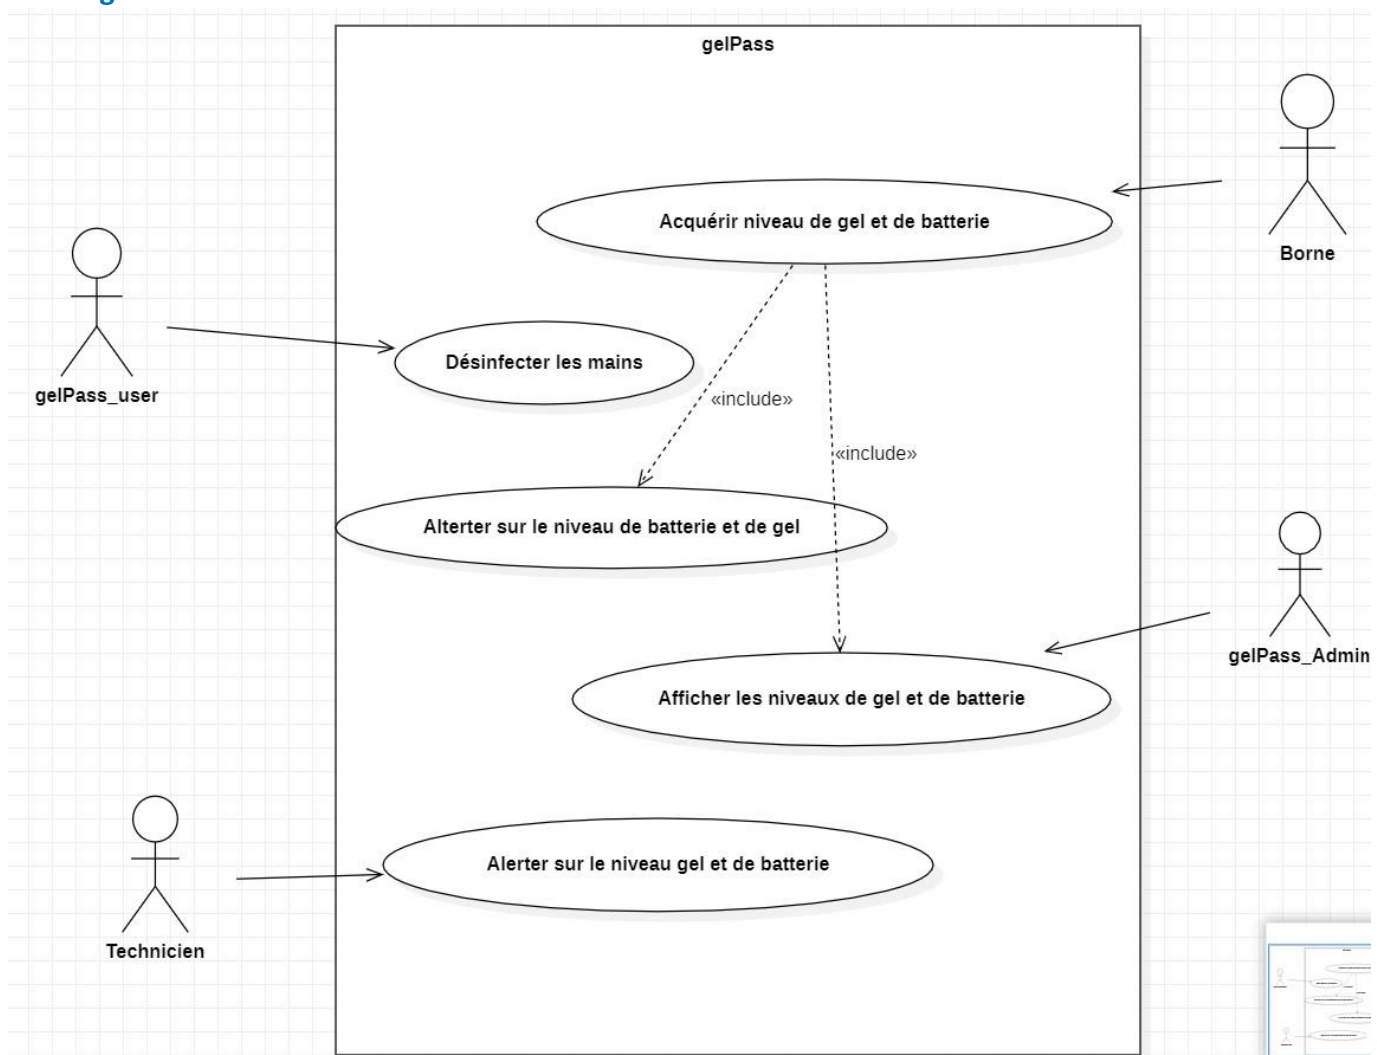 gelPass
Acquérir niveau de gel et de batterie
Borne
Désinfecter les mains
gelPass_user
«include»
«include»
Alterter sur le niveau de batterie et de gel
gelPass_Admin
Afficher les niveaux de gel et de batterie
Alerter sur le niveau gel et de batterie
Technicien